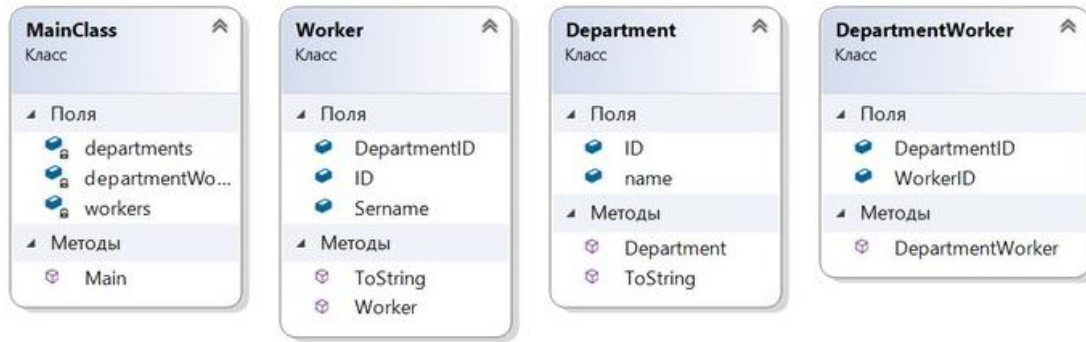 MainClass
Класс
Поля
departments
departmentWo...
workers
Методы
Main
Worker
Класс
Поля
DepartmentID
ID
Sername
Методы
ToString
Worker
Department
Класс
Поля
ID
name
Методы
Department
ToString
DepartmentWorker
Класс
Поля
DepartmentID
WorkerID
Методы
DepartmentWorker